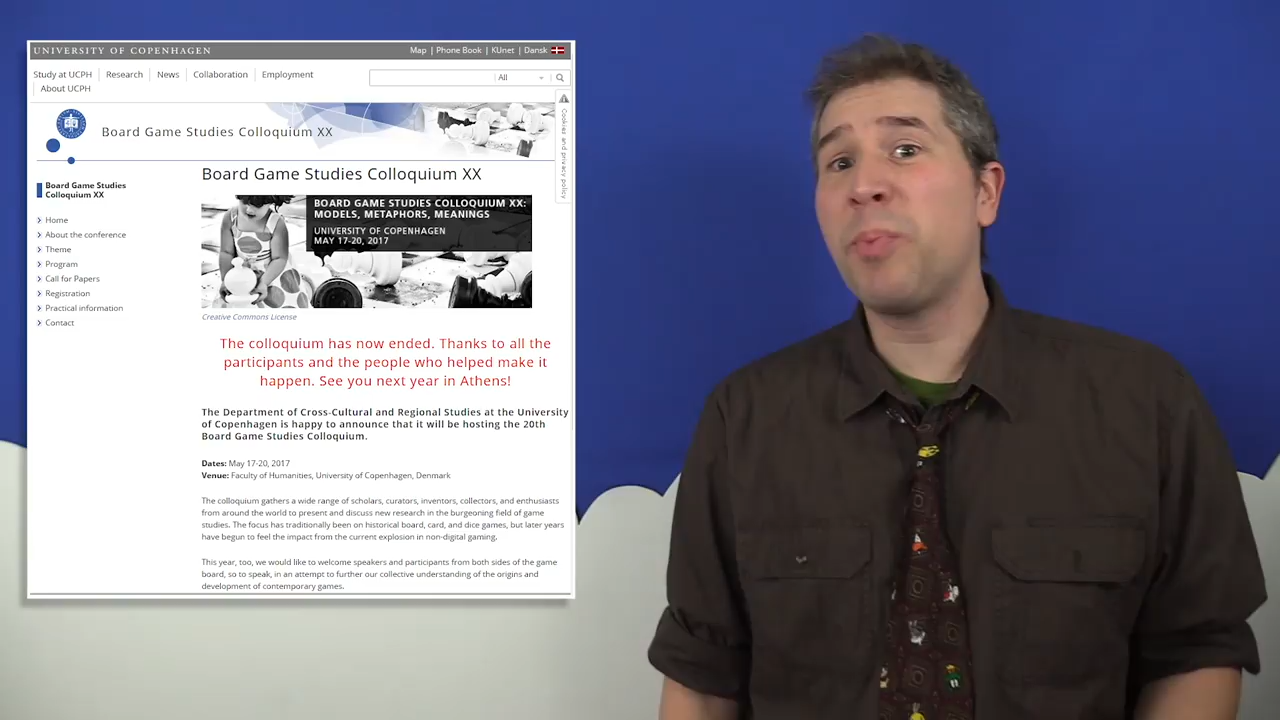 UNIVERSITY OF COPENHAGEN
Map | Phone Book | KUnet | Dansk
Study at UCPH | Research | News | Collaboration | Employment
| About UCPH
All
Cookies and privacy policy
Board Game Studies Colloquium XX
Board Game Studies
Colloquium XX
Home
About the conference
Theme
Program
Call for Papers
Registration
Practical information
Contact
Board Game Studies Colloquium XX
BOARD GAME STUDIES COLLOQUIUM XX:
MODELS, METAPHORS, MEANINGS
UNIVERSITY OF COPENHAGEN
MAY 17-20, 2017
Creative Commons License
The colloquium has now ended. Thanks to all the
participants and the people who helped make it
happen. See you next year in Athens!
The Department of Cross-Cultural and Regional Studies at the University
of Copenhagen is happy to announce that it will be hosting the 20th
Board Game Studies Colloquium.
Dates: May 17-20, 2017
Venue: Faculty of Humanities, University of Copenhagen, Denmark
The colloquium gathers a wide range of scholars, curators, inventors, collectors, and enthusiasts
from around the world to present and discuss new research in the burgeoning field of game
studies. The focus has traditionally been on historical board, card, and dice games, but later years
have begun to feel the impact from the current explosion in non-digital gaming.
This year, too, we would like to welcome speakers and participants from both sides of the game
board, so to speak, in an attempt to further our collective understanding of the origins and
development of contemporary games.